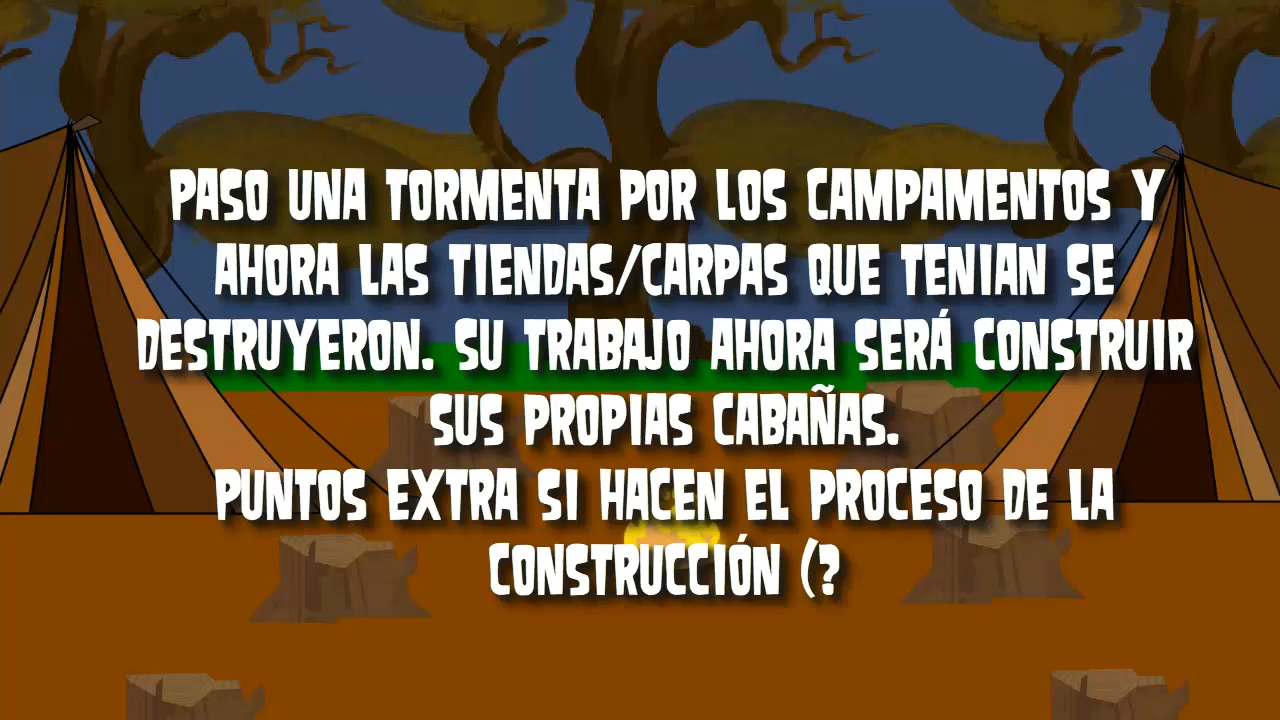 PASO UNA TORMENTA POR LOS CAMPAMENTOS Y
AHORA LAS TIENDAS/CARPAS QUE TENIAN SE
DESTRUYERON. SU TRABAJO AHORA SERÁ CONSTRUIR
SUS PROPIAS CABAÑAS.
PUNTOS EXTRA SI HACEN EL PROCESO DE LA
CONSTRUCCIÓN (?